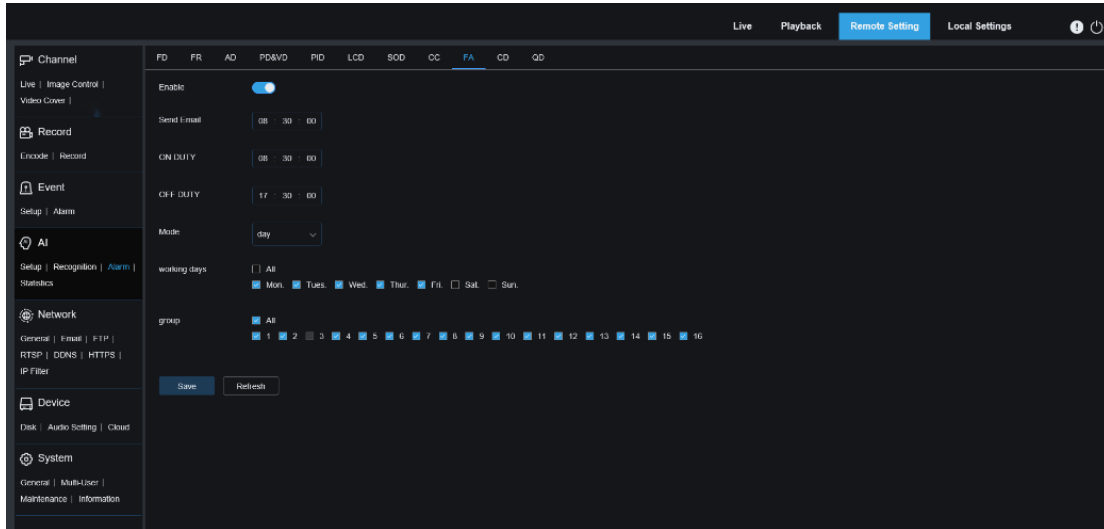 Live Playback Remote Setting Local Settings
Channel
Live | Image Control |
Video Cover |
Record
Encode | Record
Event
Setup | Alarm
AI
Setup | Recognition | Alarm |
Statistics
Network
General | Email | FTP |
RTSP | DDNS | HTTPS |
IP Filter
Device
Disk | Audio Setting | Cloud
System
General | Multi-User |
Maintenance | Information
FD FR AD PD&VD PID LCD SOD CC FA CD QD
Enable
Send Email 08 : 30 : 00
ON DUTY 08 : 30 : 00
OFF DUTY 17 : 30 : 00
Mode day
working days All
Mon. Tues. Wed. Thur. Fri. Sat. Sun.
group All
1 2 3 4 5 6 7 8 9 10 11 12 13 14 15 16
Save Refresh